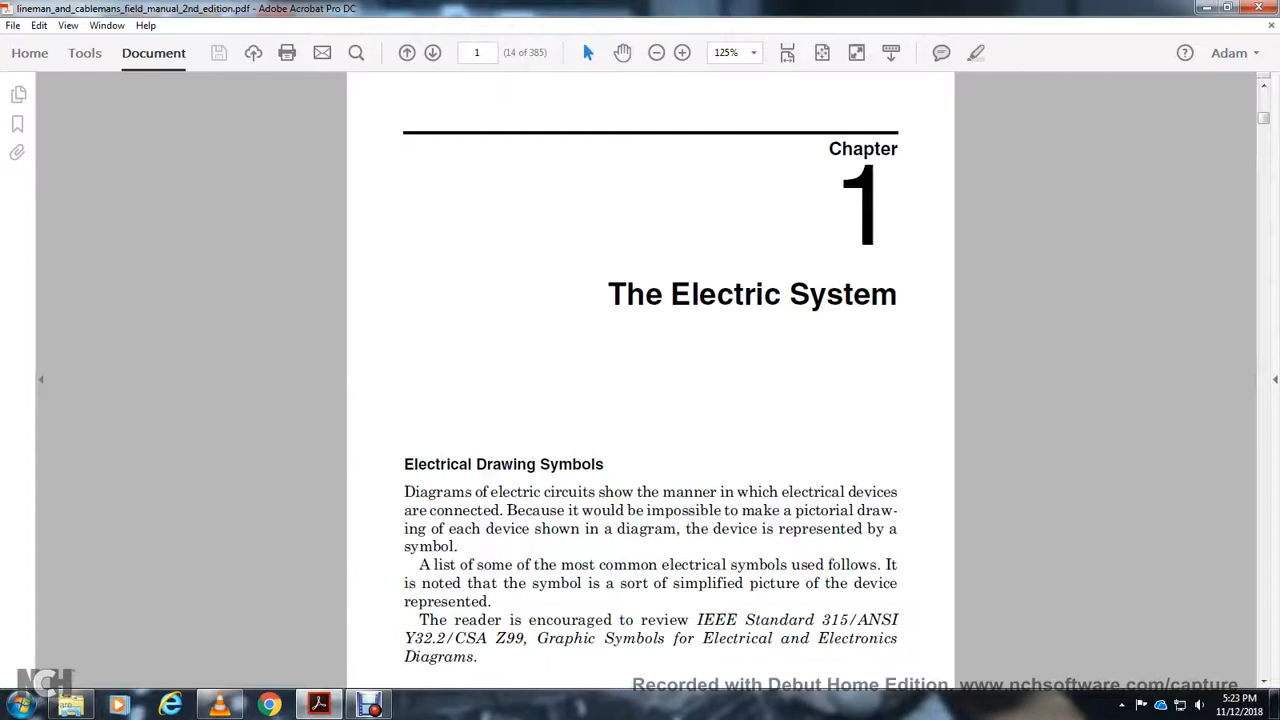 lineman_and_cablemans_field_manual_2nd_edition.pdf - Adobe Acrobat Pro DC
File Edit View Window Help
Home Tools Document 1 (14 of 385) 125% Adam
Chapter
1
The Electric System
Electrical Drawing Symbols
Diagrams of electric circuits show the manner in which electrical devices
are connected. Because it would be impossible to make a pictorial draw-
ing of each device shown in a diagram, the device is represented by a
symbol.
A list of some of the most common electrical symbols used follows. It
is noted that the symbol is a sort of simplified picture of the device
represented.
The reader is encouraged to review IEEE Standard 315/ANSI
Y32.2/CSA Z99, Graphic Symbols for Electrical and Electronics
Diagrams.
NCH
Recorded with Debut Home Edition. www.nchsoftware.com/capture
5:23 PM
11/12/2018